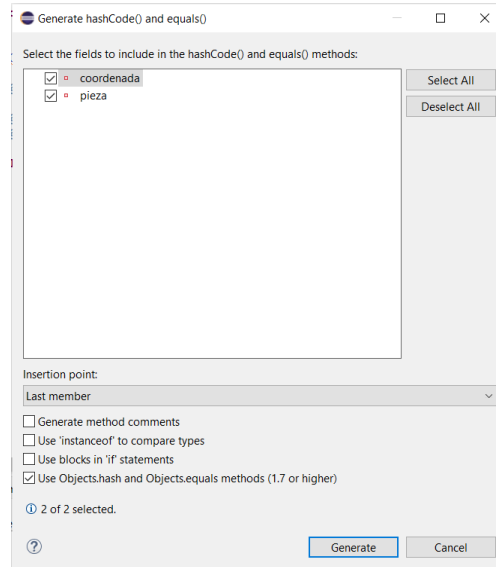 Generate hashCode() and equals()
Select the fields to include in the hashCode() and equals() methods:
coordenada
pieza
Select All
Deselect All
Insertion point:
Last member
Generate method comments
Use 'instanceof' to compare types
Use blocks in 'if' statements
Use Objects.hash and Objects.equals methods (1.7 or higher)
2 of 2 selected.
Generate
Cancel